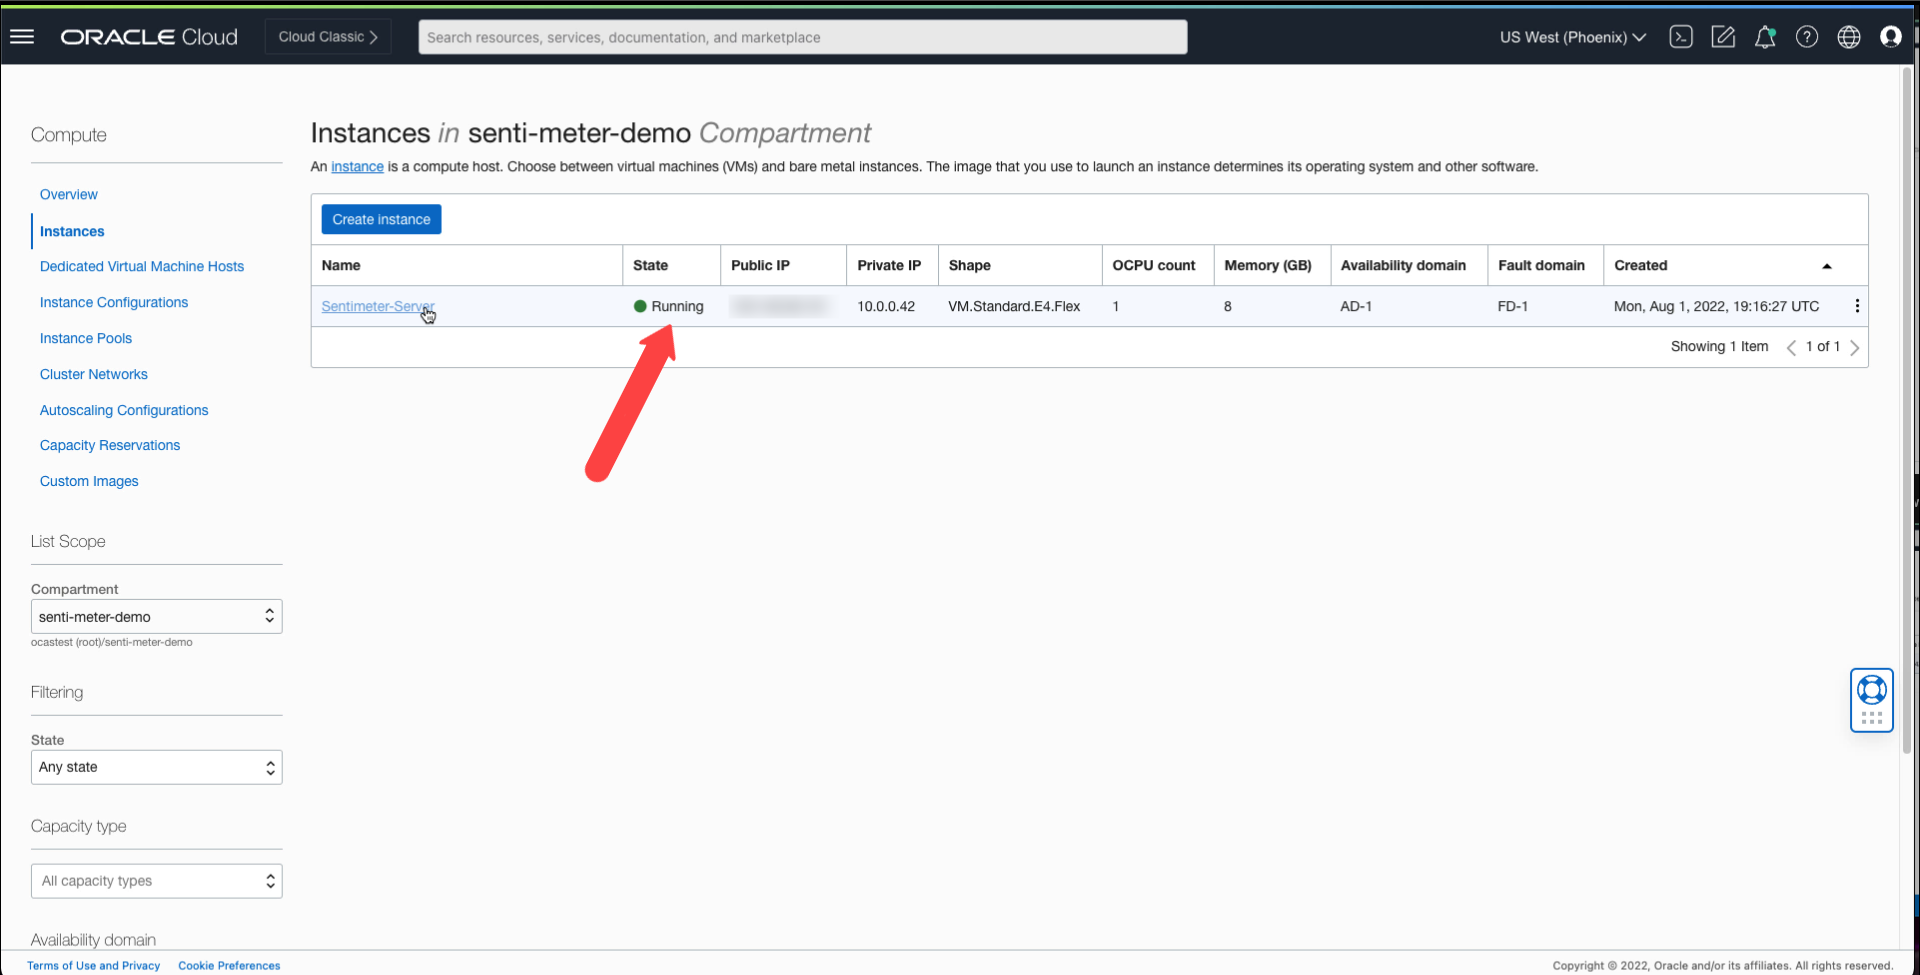 ORACLE Cloud
Cloud Classic
Search resources, services, documentation, and marketplace
US West (Phoenix)
Compute
Overview
Instances
Dedicated Virtual Machine Hosts
Instance Configurations
Instance Pools
Cluster Networks
Autoscaling Configurations
Capacity Reservations
Custom Images
List Scope
Compartment
senti-meter-demo
ocastest (root)/senti-meter-demo
Filtering
State
Any state
Capacity type
All capacity types
Availability domain
Instances in senti-meter-demo Compartment
An instance is a compute host. Choose between virtual machines (VMs) and bare metal instances. The image that you use to launch an instance determines its operating system and other software.
Create instance
Name State Public IP Private IP Shape OCPU count Memory (GB) Availability domain Fault domain Created
Sentimeter-Server Running 10.0.0.42 VM.Standard.E4.Flex 1 8 AD-1 FD-1 Mon, Aug 1, 2022, 19:16:27 UTC
Showing 1 Item 1 of 1
Terms of Use and Privacy Cookie Preferences
Copyright © 2022, Oracle and/or its affiliates. All rights reserved.